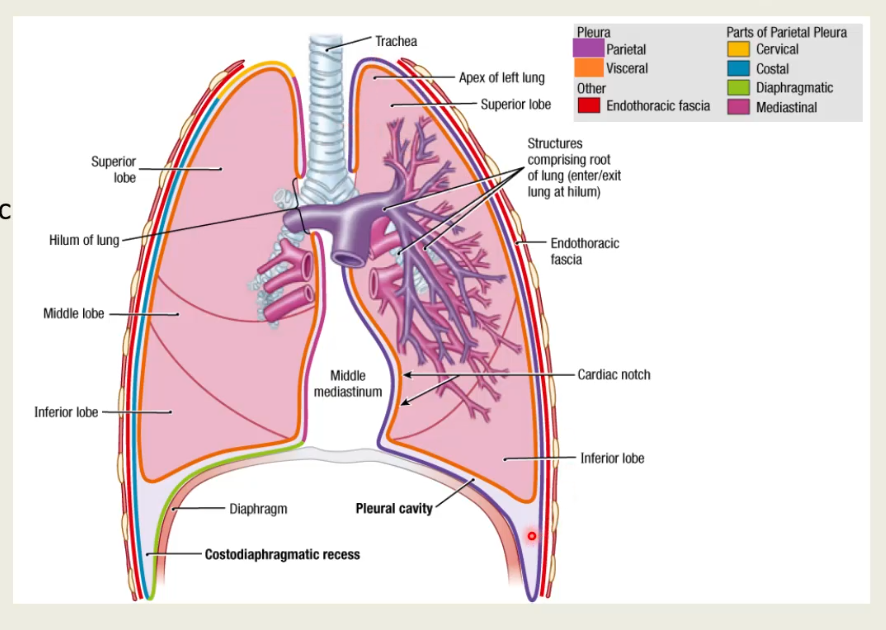 Trachea
Apex of left lung
Superior lobe
Structures
comprising root
of lung (enter/exit
lung at hilum)
Endothoracic
fascia
Cardiac notch
Inferior lobe
Superior
lobe
c
Hilum of lung
Middle lobe
Inferior lobe
Middle
mediastinum
Diaphragm
Pleural cavity
Costodiaphragmatic recess
Pleura
Parietal
Visceral
Other
Endothoracic fascia
Parts of Parietal Pleura
Cervical
Costal
Diaphragmatic
Mediastinal